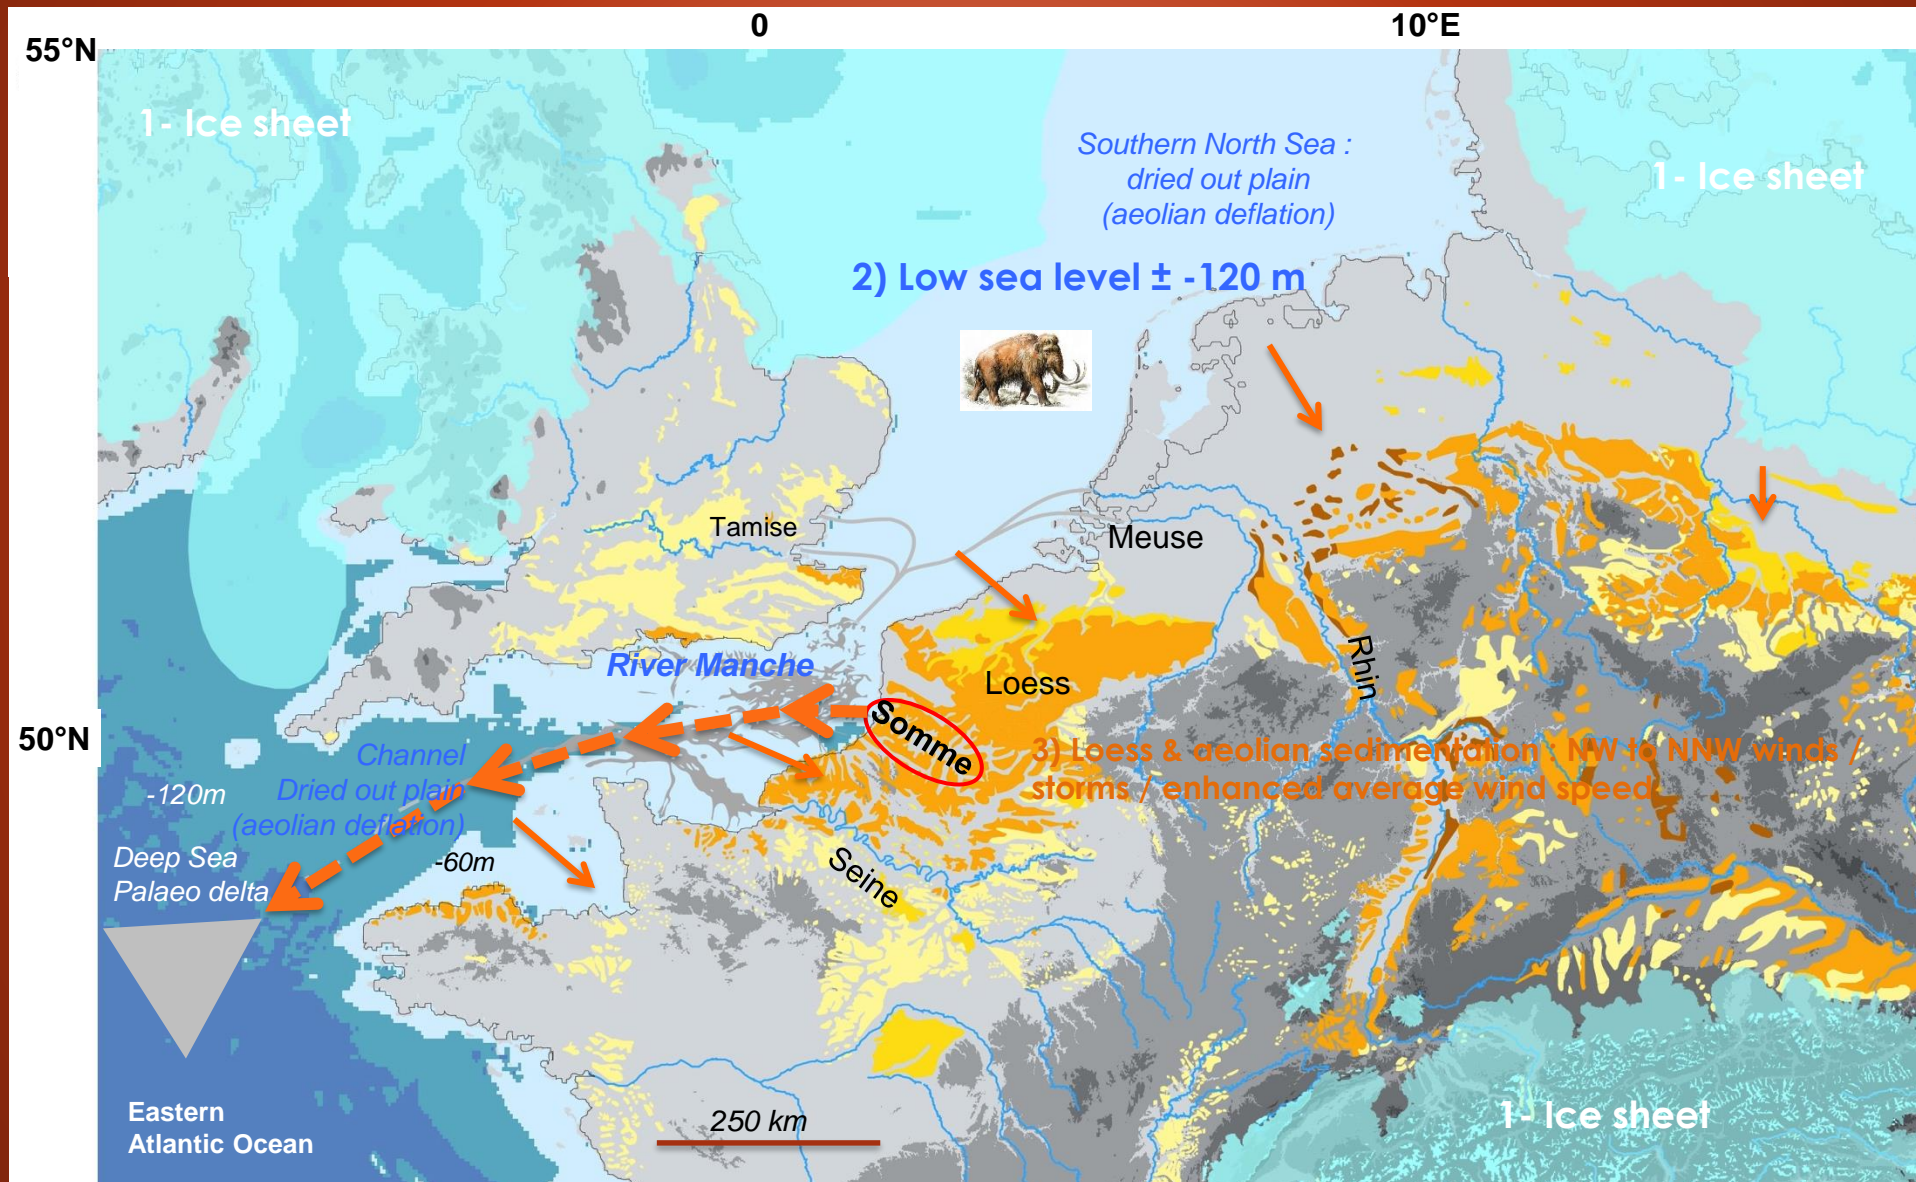 0
10°E
55°N
1- Ice sheet
Southern North Sea :
dried out plain
(aeolian deflation)
1- Ice sheet
2) Low sea level ± -120 m
Tamise
Meuse
River Manche
Loess
Rhin
Somme
50°N
Channel
Dried out plain
(aeolian deflation)
3) Loess & aeolian sedimentation : NW to NNW winds /
storms / enhanced average wind speed
-120m
-60m
Deep Sea
Palaeo delta
Seine
Eastern
Atlantic Ocean
250 km
1- Ice sheet